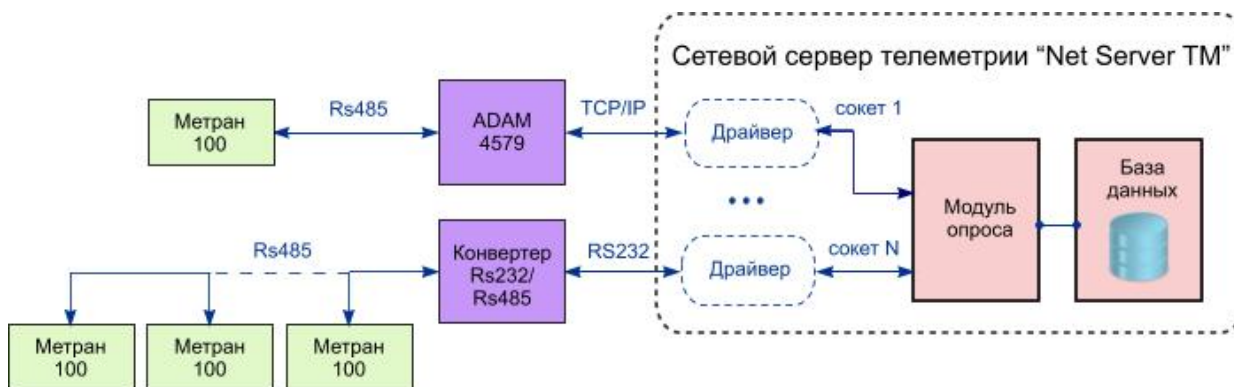 Сетевой сервер телеметрии “Net Server TM”
Метран
100
Rs485
ADAM
4579
TCP/IP
Драйвер
сокет 1
• • •
Модуль
опроса
База
данных
Rs485
Конвертер
Rs232/
Rs485
RS232
Драйвер
сокет N
Метран
100
Метран
100
Метран
100